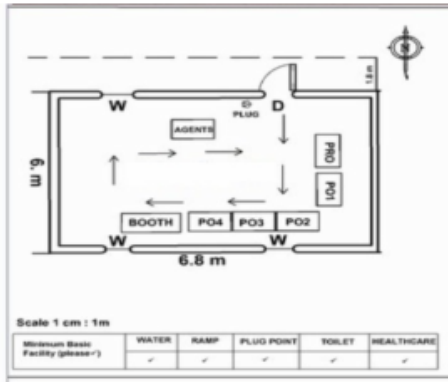 1.8 m
W
D
PLUG
AGENTS
6. m
PRO
PO1
BOOTH
PO4
PO3
PO2
W
W
6.8 m
Scale 1 cm : 1m
Minimum Basic Facility (please✓)
WATER
RAMP
PLUG POINT
TOILET
HEALTHCARE
✓
✓
✓
✓
✓